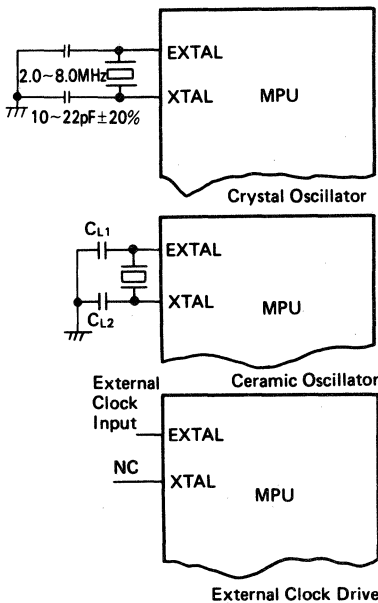 EXTAL
2.0~8.0MHz
XTAL
MPU
10~22pF±20%
Crystal Oscillator
CL1
EXTAL
XTAL
MPU
CL2
Ceramic Oscillator
External
Clock
Input
EXTAL
NC
XTAL
MPU
External Clock Drive